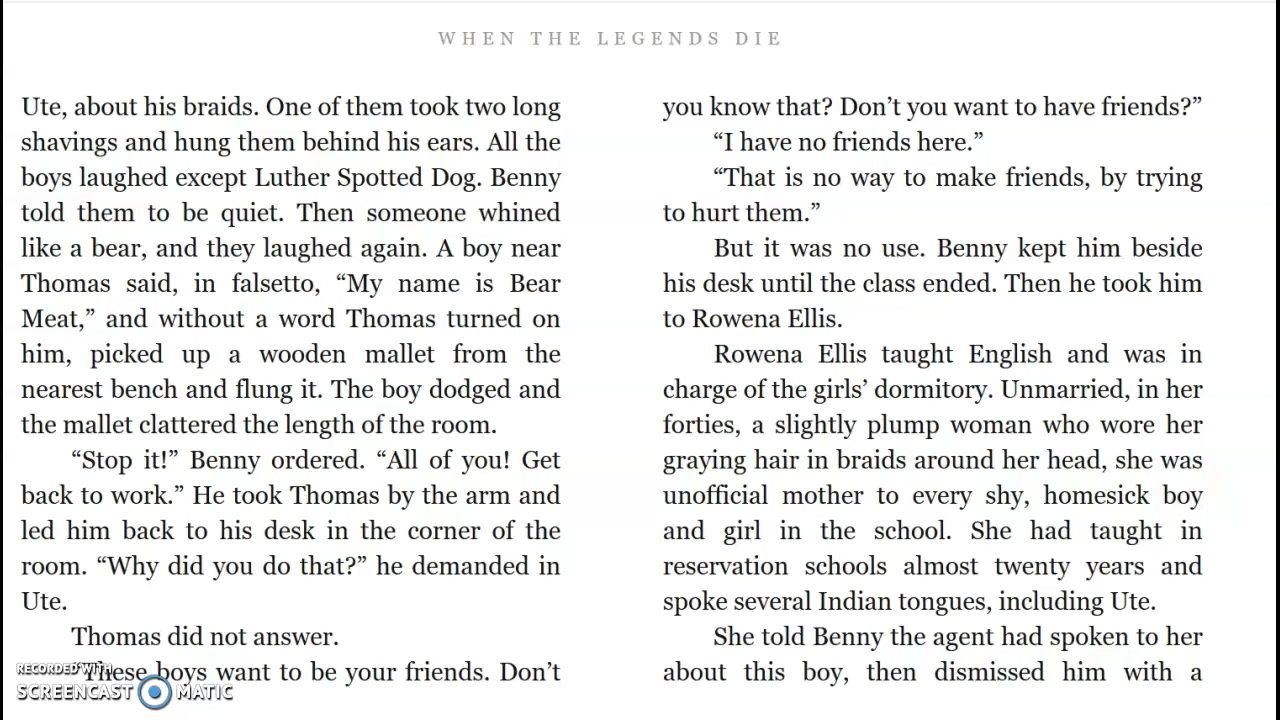 WHEN THE LEGENDS DIE
Ute, about his braids. One of them took two long
shavings and hung them behind his ears. All the
boys laughed except Luther Spotted Dog. Benny
told them to be quiet. Then someone whined
like a bear, and they laughed again. A boy near
Thomas said, in falsetto, “My name is Bear
Meat,” and without a word Thomas turned on
him, picked up a wooden mallet from the
nearest bench and flung it. The boy dodged and
the mallet clattered the length of the room.
“Stop it!” Benny ordered. “All of you! Get
back to work.” He took Thomas by the arm and
led him back to his desk in the corner of the
room. “Why did you do that?” he demanded in
Ute.
Thomas did not answer.
“These boys want to be your friends. Don’t
you know that? Don’t you want to have friends?”
“I have no friends here.”
“That is no way to make friends, by trying
to hurt them.”
But it was no use. Benny kept him beside
his desk until the class ended. Then he took him
to Rowena Ellis.
Rowena Ellis taught English and was in
charge of the girls’ dormitory. Unmarried, in her
forties, a slightly plump woman who wore her
graying hair in braids around her head, she was
unofficial mother to every shy, homesick boy
and girl in the school. She had taught in
reservation schools almost twenty years and
spoke several Indian tongues, including Ute.
She told Benny the agent had spoken to her
about this boy, then dismissed him with a
RECORDED WITH
SCREENCAST MATIC